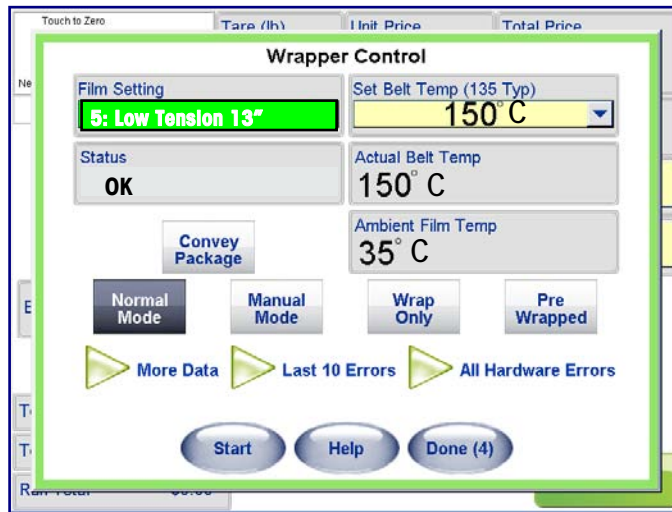 Touch to Zero
Tare (lb)
Unit Price
Total Price
Ne
Wrapper Control
Film Setting
5: Low Tension 13"
Set Belt Temp (135 Typ)
150° C
Status
OK
Actual Belt Temp
150° C
Ambient Film Temp
35° C
Convey
Package
E
Normal
Mode
Manual
Mode
Wrap
Only
Pre
Wrapped
More Data
Last 10 Errors
All Hardware Errors
T
T
Start
Help
Done (4)